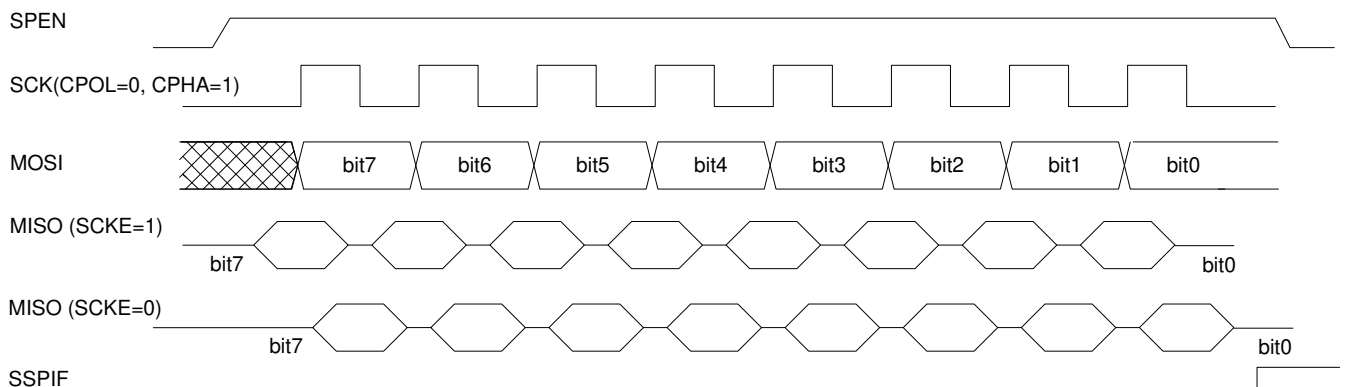 SPEN
SCK(CPOL=0, CPHA=1)
MOSI bit7 bit6 bit5 bit4 bit3 bit2 bit1 bit0
MISO (SCKE=1)
bit7 bit0
MISO (SCKE=0)
bit7 bit0
SSPIF